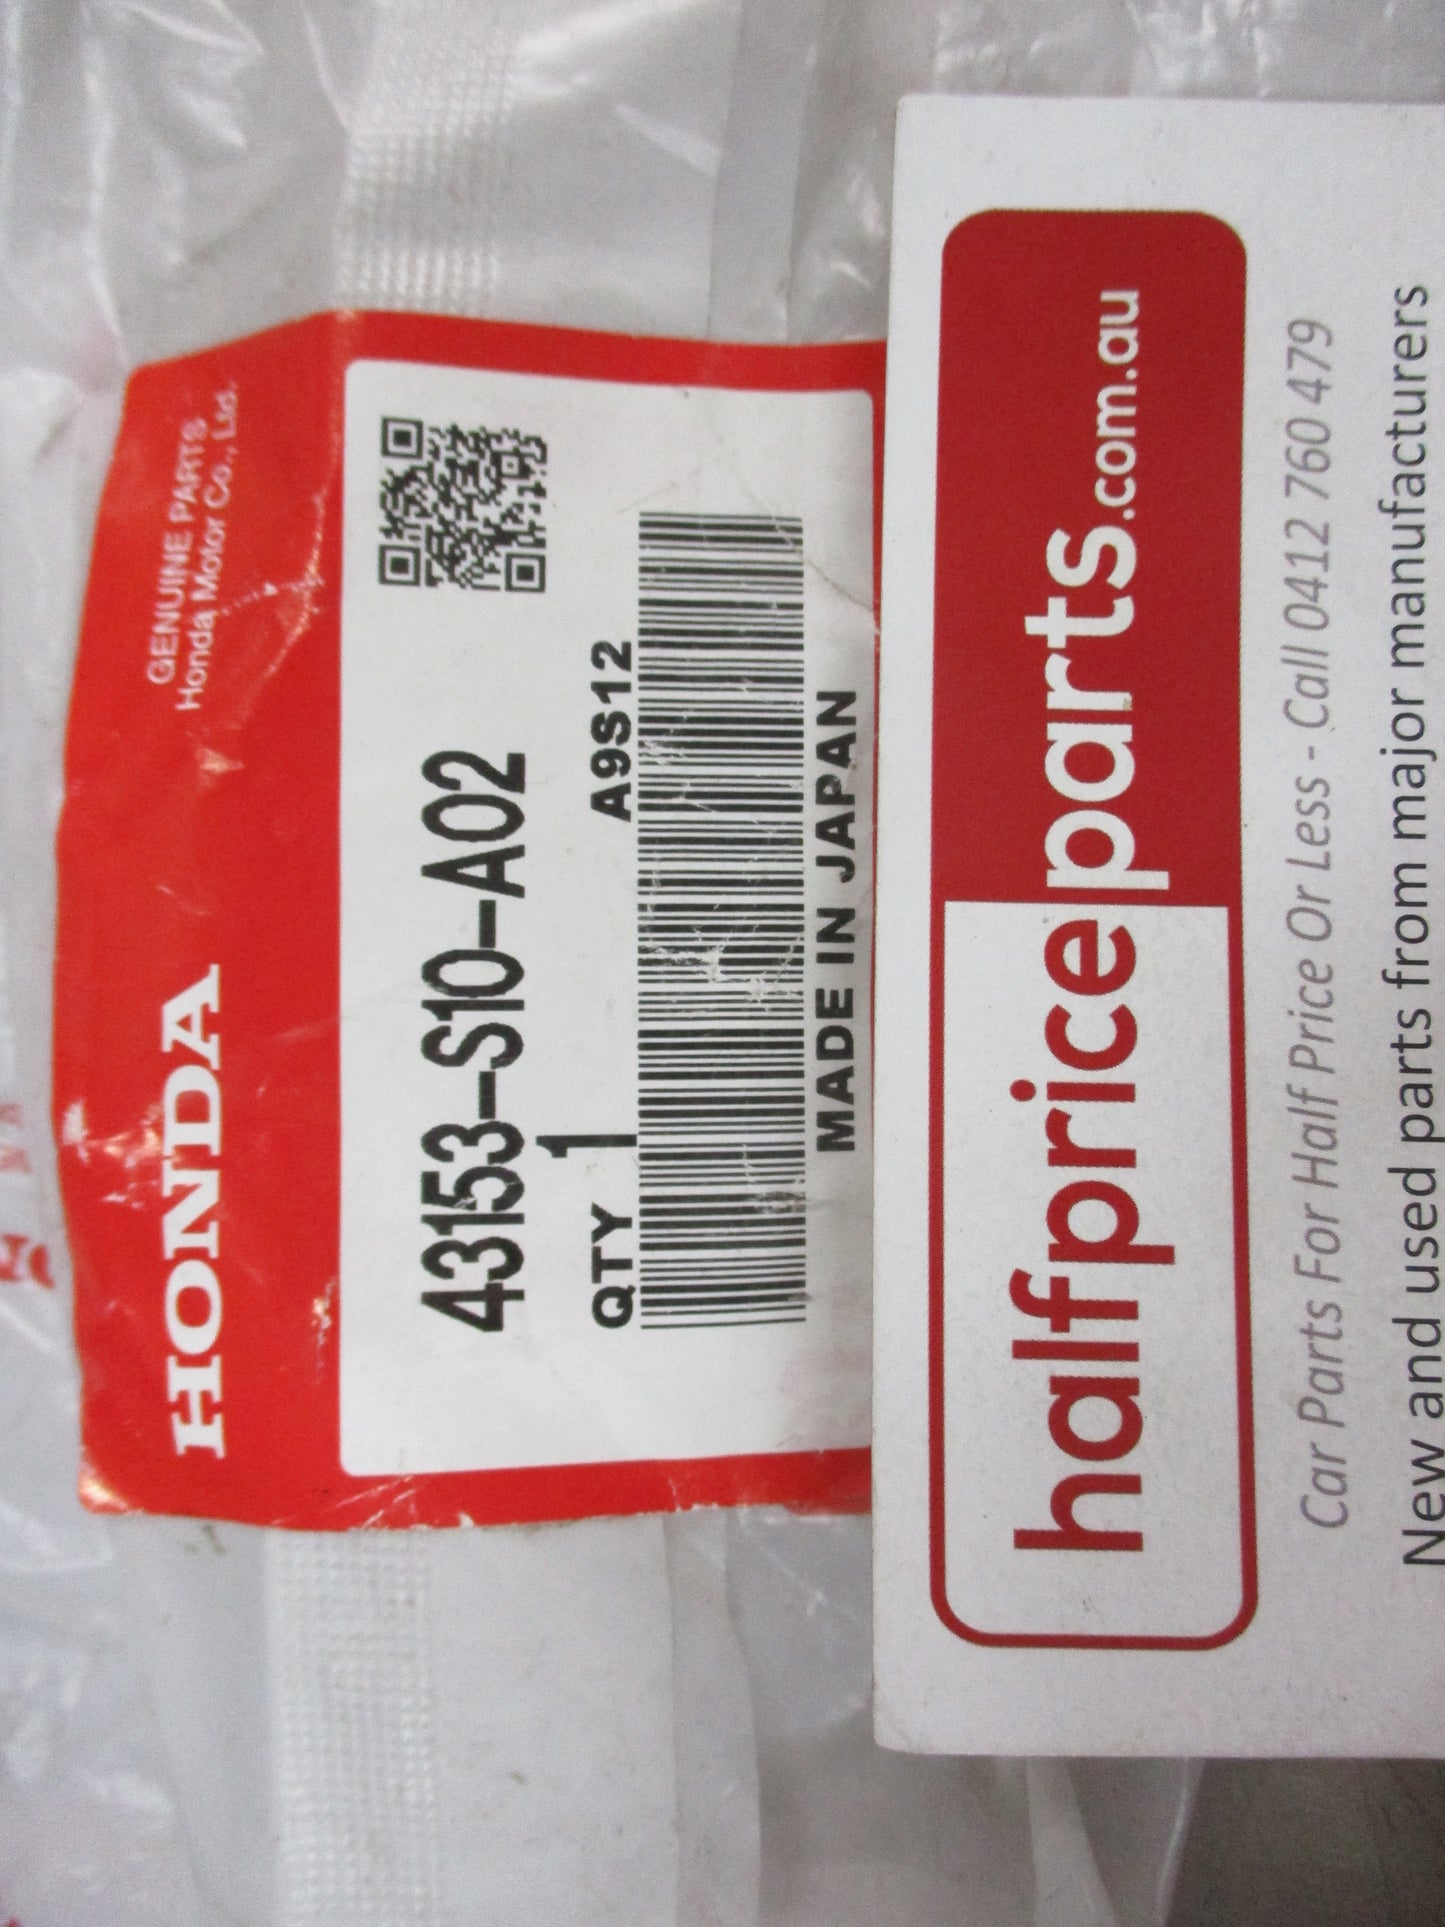 HONDA
GENUINE PARTS
Honda Motor Co., Ltd.
43153-S10-A02
QTY 1
A9S12
MADE IN JAPAN
halfpriceparts.com.au
Car Parts For Half Price Or Less - Call 0412 760 479
New and used parts from major manufacturers